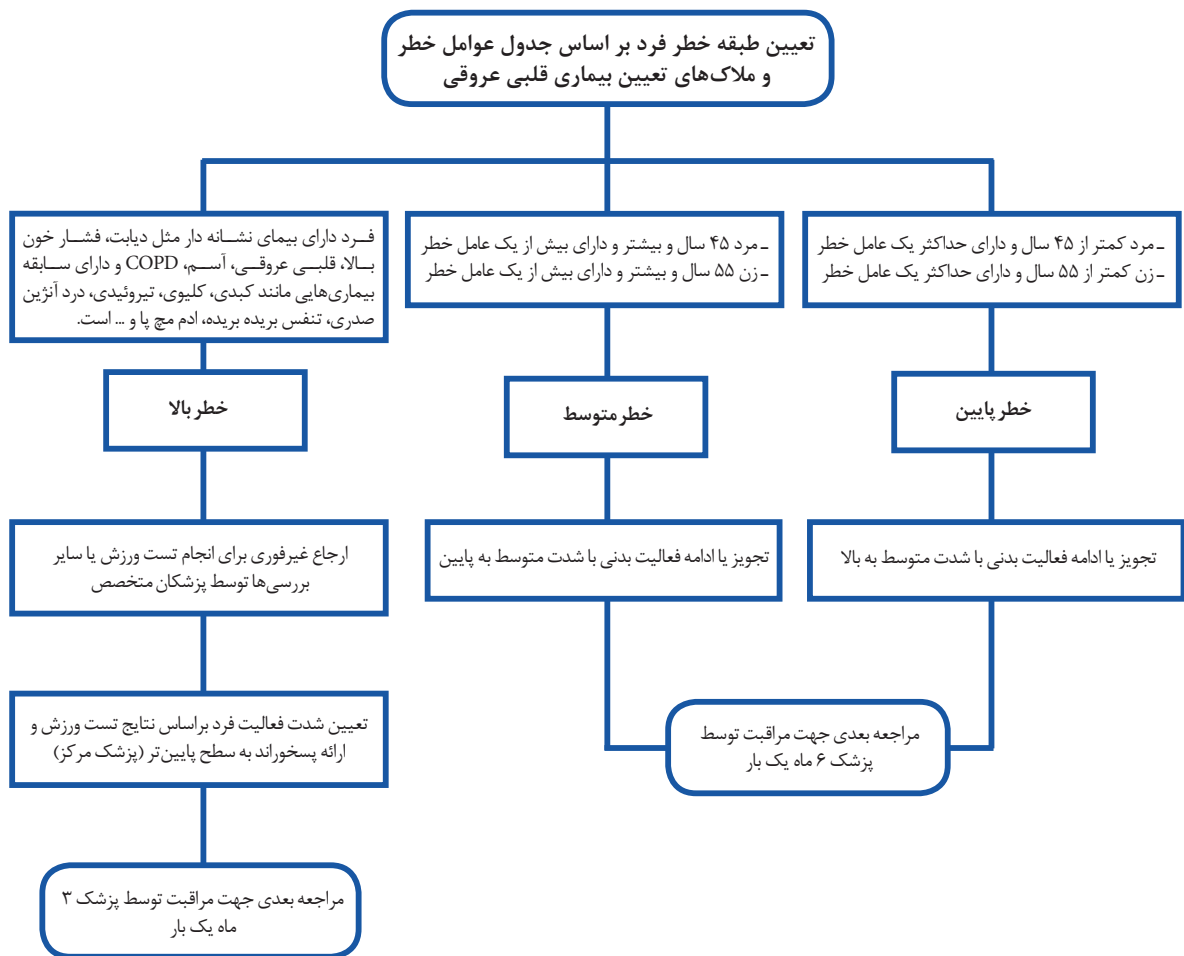 تعیین طبقه خطر فرد بر اساس جدول عوامل خطر
و ملاک‌های تعیین بیماری قلبی عروقی
ـ مرد کمتر از ۴۵ سال و دارای حداکثر یک عامل خطر
ـ زن کمتر از ۵۵ سال و دارای حداکثر یک عامل خطر
ـ مرد ۴۵ سال و بیشتر و دارای بیش از یک عامل خطر
ـ زن ۵۵ سال و بیشتر و دارای بیش از یک عامل خطر
فرد دارای بیمای نشانه دار مثل دیابت، فشار خون
بالا، قلبی عروقی، آسم، COPD و دارای سابقه
بیماری‌هایی مانند کبدی، کلیوی، تیروئیدی، درد آنژین
صدری، تنفس بریده بریده، ادم مچ پا و ... است.
خطر پایین
خطر متوسط
خطر بالا
تجویز یا ادامه فعالیت بدنی با شدت متوسط به بالا
تجویز یا ادامه فعالیت بدنی با شدت متوسط به پایین
ارجاع غیرفوری برای انجام تست ورزش یا سایر
بررسی‌ها توسط پزشکان متخصص
مراجعه بعدی جهت مراقبت توسط
پزشک ۶ ماه یک بار
تعیین شدت فعالیت فرد براساس نتایج تست ورزش و
ارائه پسخوراند به سطح پایین‌تر (پزشک مرکز)
مراجعه بعدی جهت مراقبت توسط پزشک ۳
ماه یک بار